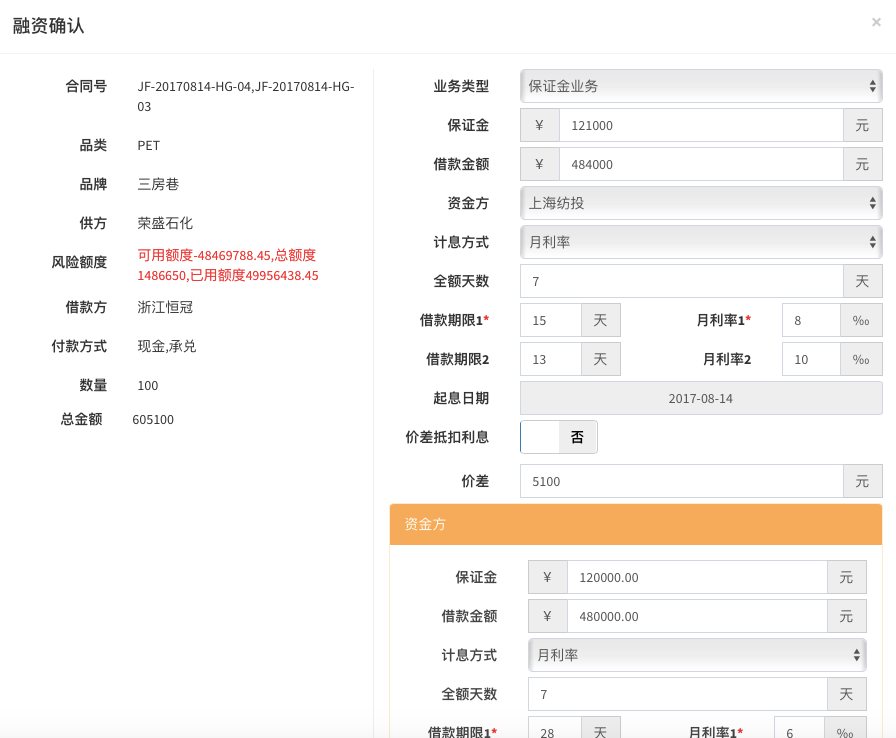 融资确认
×
合同号 JF-20170814-HG-04,JF-20170814-HG-
03
品类 PET
品牌 三房巷
供方 荣盛石化
风险额度 可用额度-48469788.45,总额度
1486650,已用额度49956438.45
借款方 浙江恒冠
付款方式 现金,承兑
数量 100
总金额 605100
业务类型 保证金业务
保证金 ¥ 121000 元
借款金额 ¥ 484000 元
资金方 上海纺投
计息方式 月利率
全额天数 7 天
借款期限1* 15 天 月利率1* 8 ‰
借款期限2 13 天 月利率2 10 ‰
起息日期 2017-08-14
价差抵扣利息 否
价差 5100 元
资金方
保证金 ¥ 120000.00 元
借款金额 ¥ 480000.00 元
计息方式 月利率
全额天数 7 天
借款期限1* 28 天 月利率1* 6 ‰